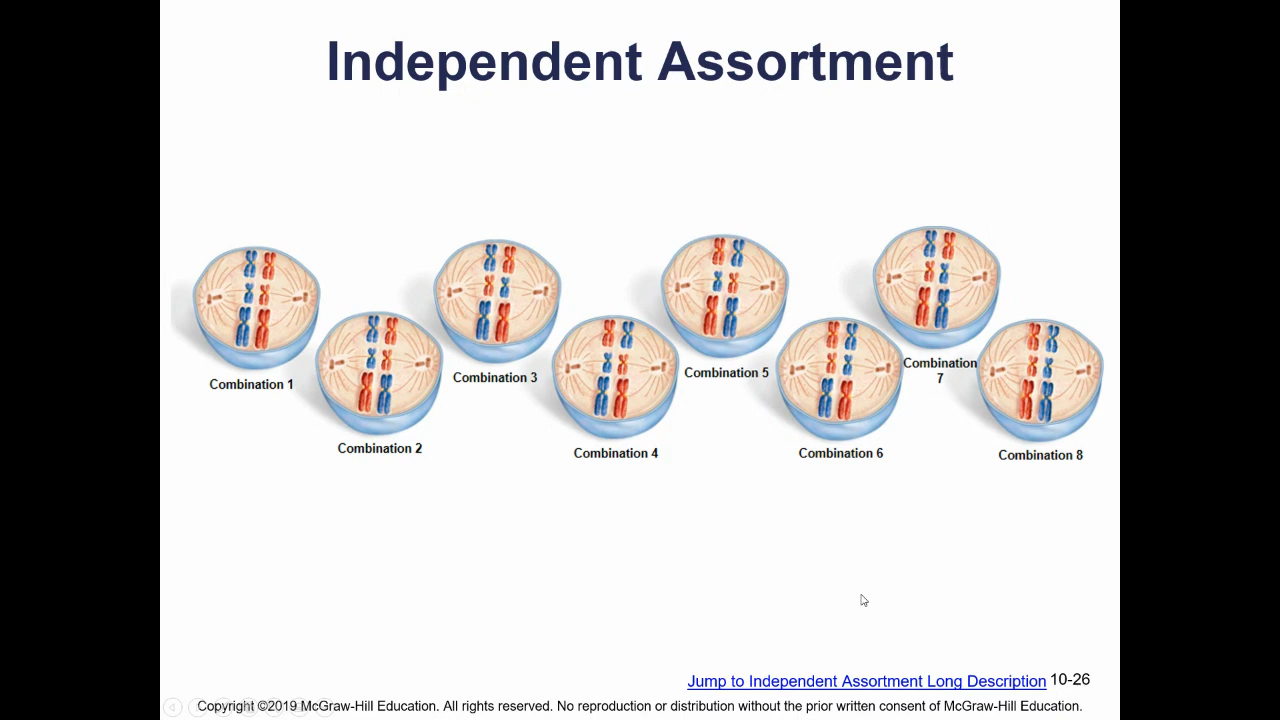 Independent Assortment
Combination 1
Combination 2
Combination 3
Combination 4
Combination 5
Combination 6
Combination
7
Combination 8
Jump to Independent Assortment Long Description 10-26
Copyright ©2019 McGraw-Hill Education. All rights reserved. No reproduction or distribution without the prior written consent of McGraw-Hill Education.